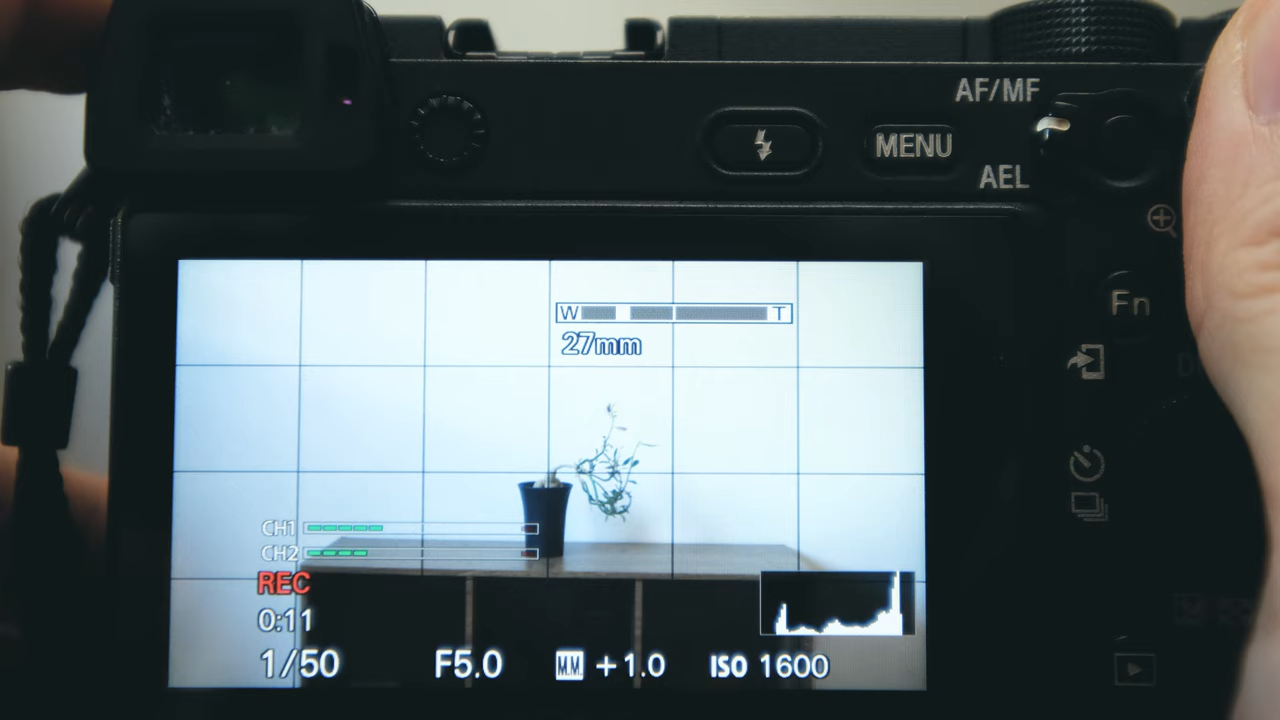 AF/MF
MENU
AEL
Fn
W T
27mm
CH1
CH2
REC
0:11
1/50 F5.0 M.M. +1.0 ISO 1600